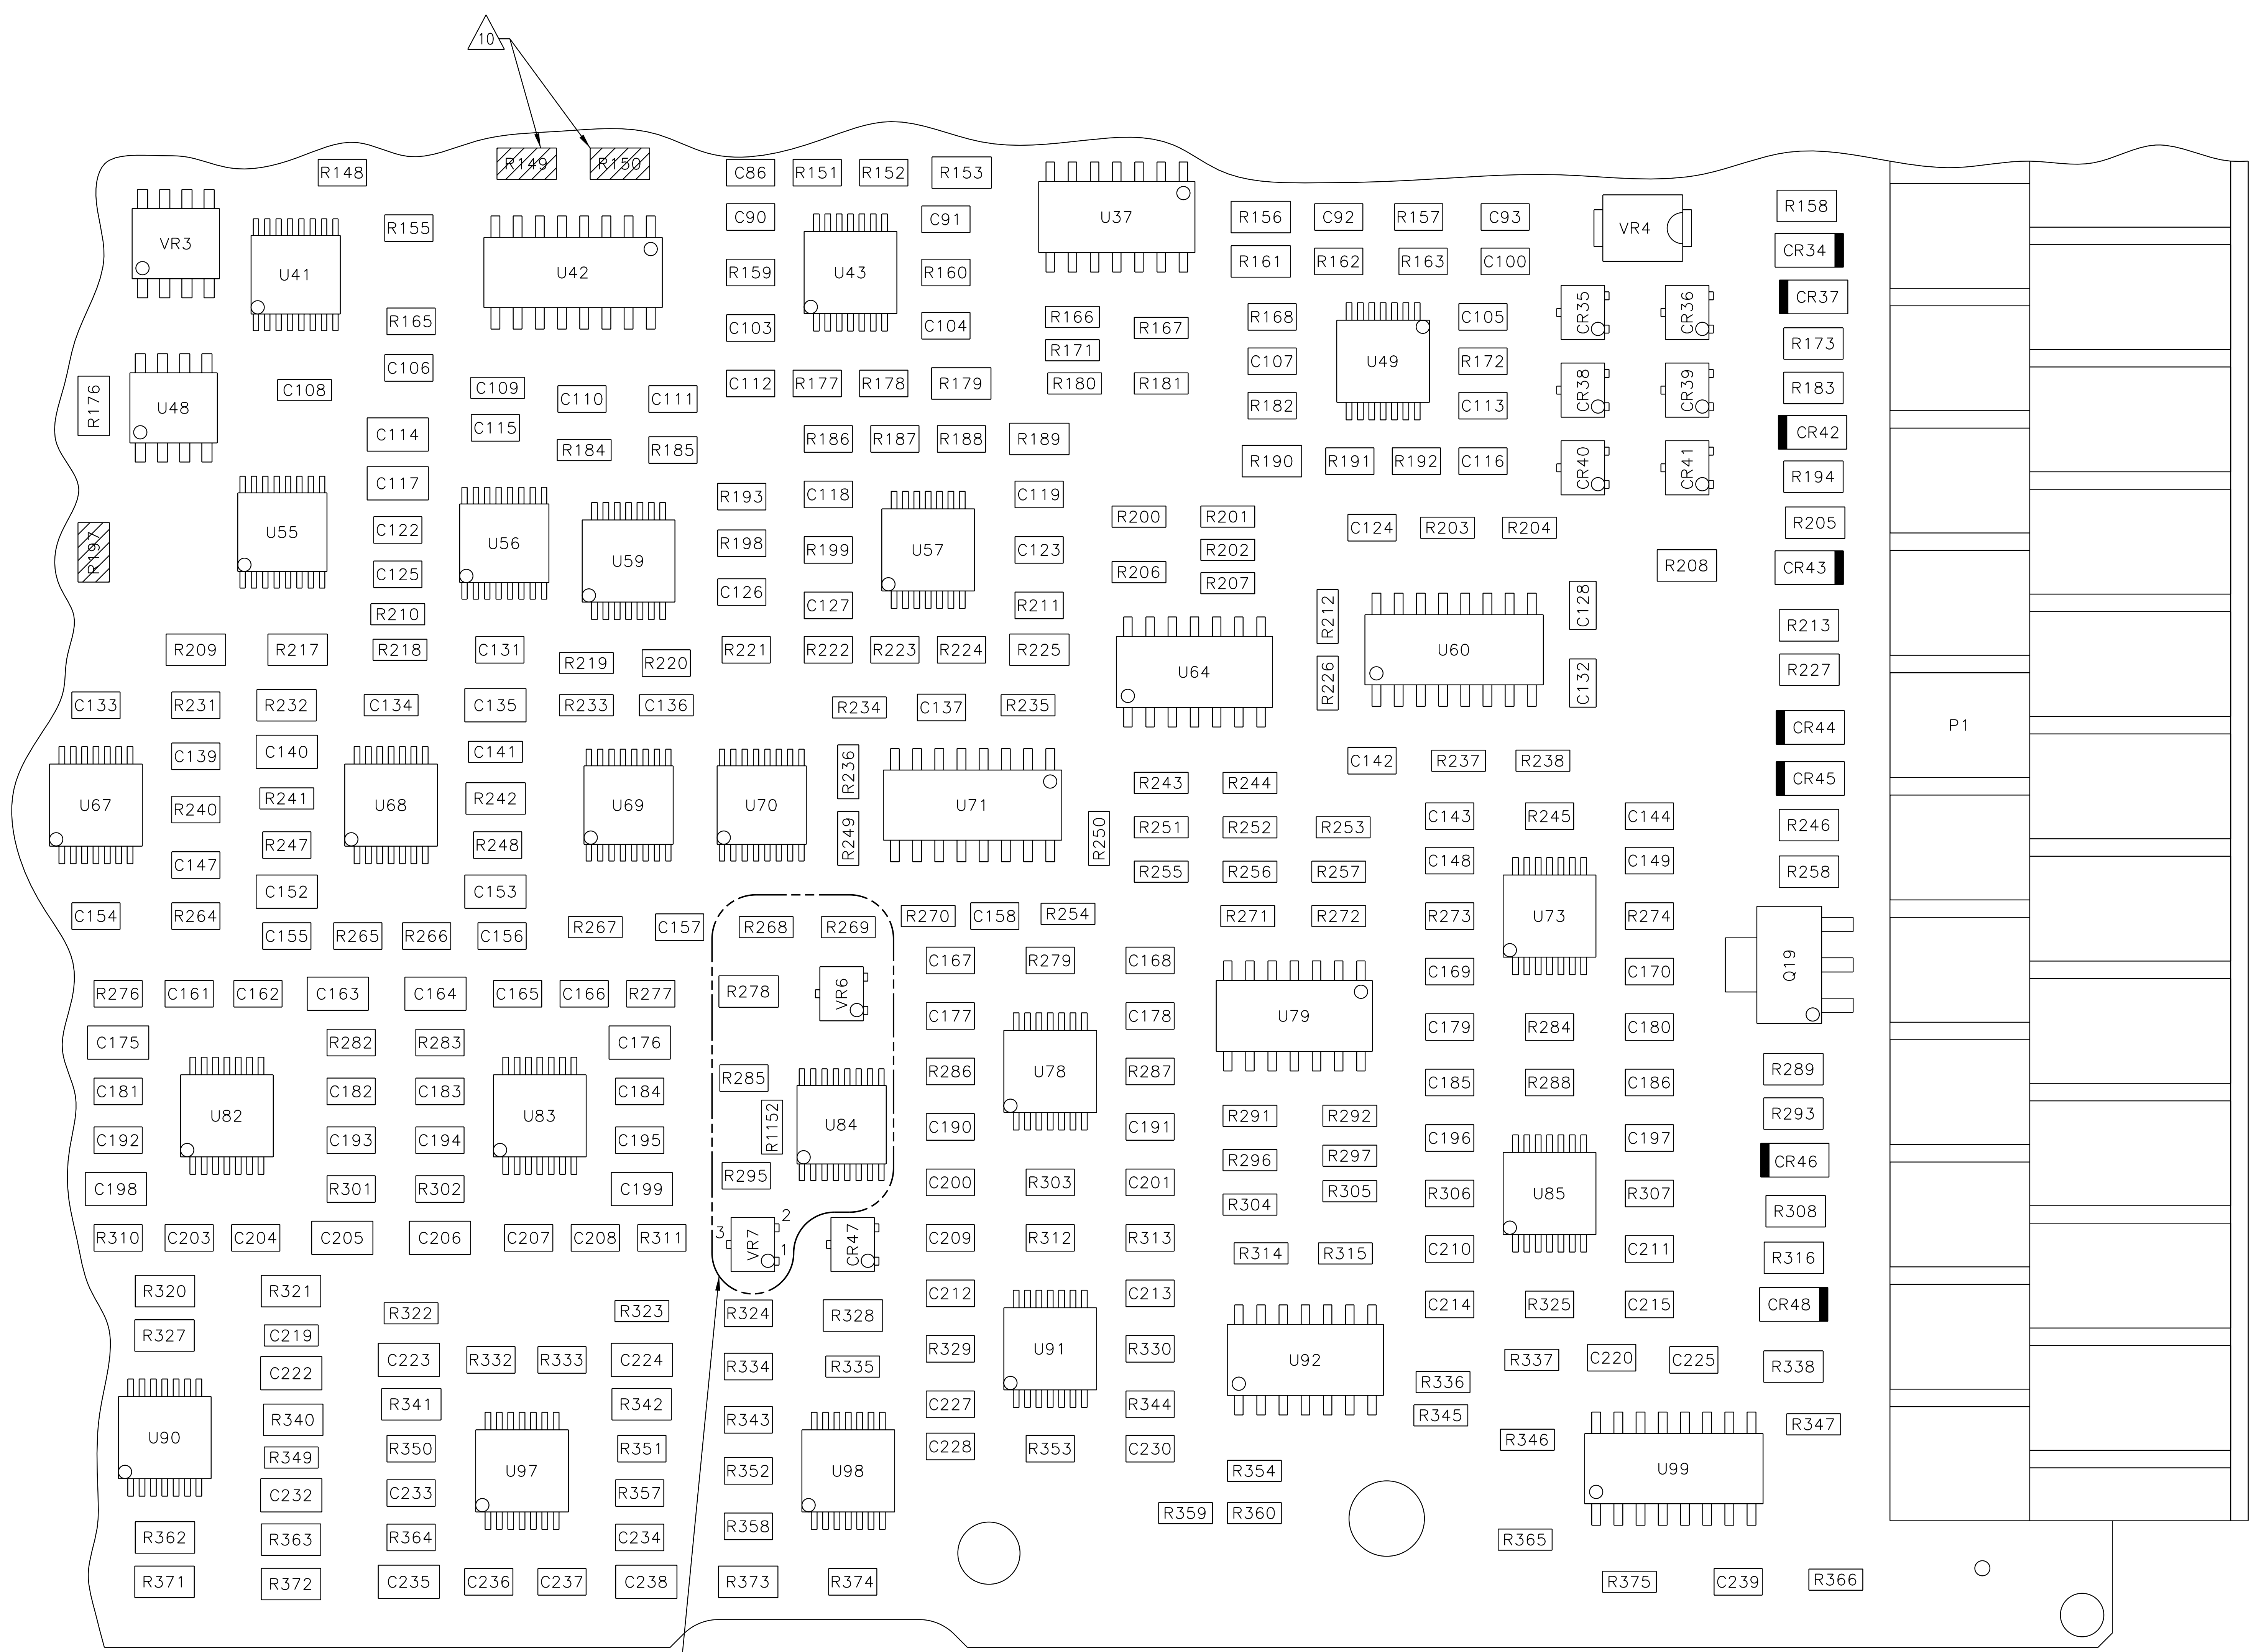 10
R148 R149 R150 C86 R151 R152 R153
VR3 U41 R155 U42 C90 U43 C91 U37 R156 C92 R157 C93 VR4 R158
R159 R160 R161 R162 R163 C100 CR34
R165 C103 C104 R166 R167 R168 U49 C105 CR35 CR36 CR37
R171 C107 R172 R173
R176 U48 C108 C106 C109 C110 C111 C112 R177 R178 R179 R180 R181 R182 C113 CR38 CR39 R183
C114 C115 R184 R185 R186 R187 R188 R189 R190 R191 R192 C116 CR40 CR41 CR42
C117 R193 C118 C119 R194
R197 U55 C122 U56 U59 R198 R199 U57 C123 R200 R201 C124 R203 R204 R205
C125 C126 R202 R206 R207 R208 CR43
R210 C127 R211 R212 U60 C128 R213
R209 R217 R218 C131 R219 R220 R221 R222 R223 R224 R225 U64 R226 C132 R227
C133 R231 R232 C134 C135 R233 C136 R234 C137 R235 CR44 P1
U67 C139 C140 U68 C141 U69 U70 R236 U71 C142 R237 R238 CR45
R240 R241 R242 R243 R244 C143 R245 C144 R246
R247 R248 R249 R250 R251 R252 R253
C147 R255 R256 R257 C148 C149 R258
C152 C153
C154 R264 C155 R265 R266 C156 R267 C157 R268 R269 R270 C158 R254 R271 R272 R273 U73 R274
C167 R279 C168 C169 C170 Q19
R276 C161 C162 C163 C164 C165 C166 R277 R278 VR6
C177 C178 U79 C179 R284 C180
C175 R282 R283 C176
C181 U82 C182 C183 U83 C184 R285 R286 U78 R287 C185 R288 C186 R289
R1152 U84 R291 R292 R293
C192 C193 C194 C195 C190 C191 C196 C197
R295 R296 R297 CR46
C198 R301 R302 C199 C200 R303 C201 R304 R305 R306 U85 R307 R308
R310 C203 C204 C205 C206 C207 C208 R311 3 VR7 2 1 CR47 C209 R312 R313 R314 R315 C210 C211 R316
R320 R321 R322 R323 R324 R328 C212 C213 C214 R325 C215 CR48
R327 C219 R329 U91 R330
C222 C223 R332 R333 C224 R334 R335 U92 R337 C220 C225 R338
R340 R341 R342 R343 C227 R344 R336 R345
U90 R350 R351 C228 R353 C230 R346 R347
R349 U97 R352 U98 R354 U99
C232 C233 R357
R362 R363 R364 C234 R358 R359 R360 R365
R371 R372 C235 C236 C237 C238 R373 R374 R375 C239 R366